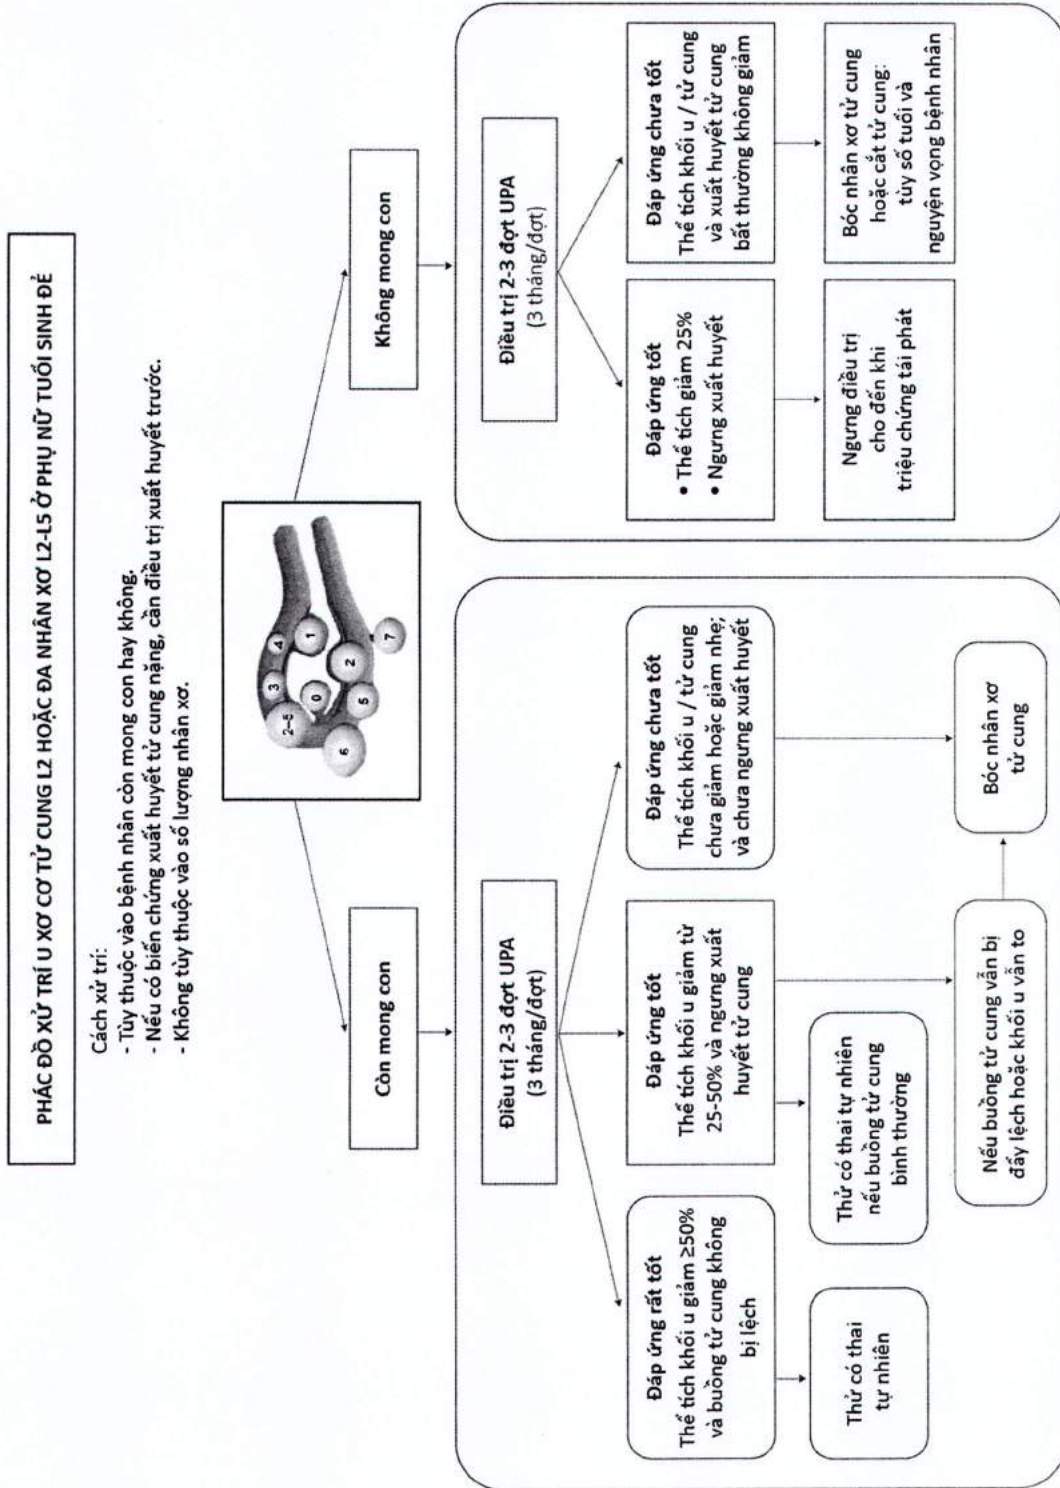 PHÁC ĐỒ XỬ TRÍ U XƠ CƠ TỬ CUNG L2 HOẶC ĐA NHÂN XƠ L2-L5 Ở PHỤ NỮ TUỔI SINH ĐẺ
Cách xử trí:
- Tùy thuộc vào bệnh nhân còn mong con hay không.
- Nếu có biến chứng xuất huyết tử cung nặng, cần điều trị xuất huyết trước.
- Không tùy thuộc vào số lượng nhân xơ.
2-5
3
4
0
1
6
5
2
7
Còn mong con
Điều trị 2-3 đợt UPA
(3 tháng/đợt)
Đáp ứng rất tốt
Thể tích khối u giảm ≥50%
và buồng tử cung không
bị lệch
Thử có thai
tự nhiên
Đáp ứng tốt
Thể tích khối u giảm từ
25-50% và ngưng xuất
huyết tử cung
Thử có thai tự nhiên
nếu buồng tử cung
bình thường
Nếu buồng tử cung vẫn bị
đẩy lệch hoặc khối u vẫn to
Đáp ứng chưa tốt
Thể tích khối u / tử cung
chưa giảm hoặc giảm nhẹ;
và chưa ngưng xuất huyết
Bóc nhân xơ
tử cung
Không mong con
Điều trị 2-3 đợt UPA
(3 tháng/đợt)
Đáp ứng tốt
• Thể tích giảm 25%
• Ngưng xuất huyết
Ngưng điều trị
cho đến khi
triệu chứng tái phát
Đáp ứng chưa tốt
Thể tích khối u / tử cung
và xuất huyết tử cung
bất thường không giảm
Bóc nhân xơ tử cung
hoặc cắt tử cung:
tùy số tuổi và
nguyện vọng bệnh nhân